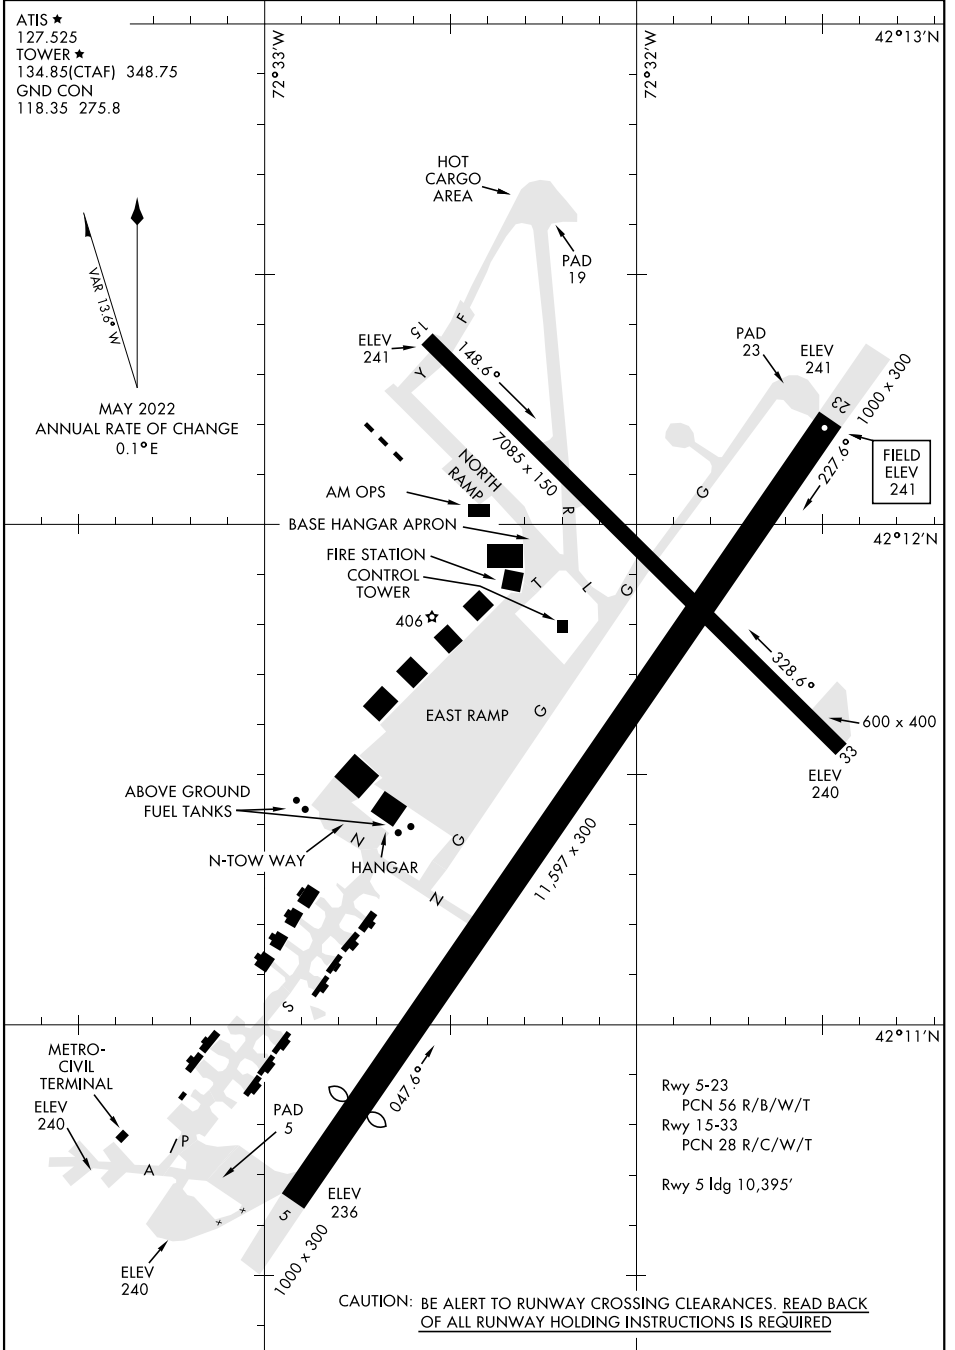 ATIS ★
127.525
TOWER ★
134.85(CTAF) 348.75
GND CON
118.35 275.8
72°33'W
72°32'W
42°13'N
HOT
CARGO
AREA
PAD
19
VAR 13.6° W
MAY 2022
ANNUAL RATE OF CHANGE
0.1°E
ELEV
241
15
F
Y
148.6°
7085 x 150
PAD
23
ELEV
241
23
1000 x 300
227.6°
FIELD
ELEV
241
NORTH
RAMP
AM OPS
R
G
BASE HANGAR APRON
42°12'N
FIRE STATION
CONTROL
TOWER
T
L
G
406
328.6°
EAST RAMP
G
600 x 400
33
ELEV
240
ABOVE GROUND
FUEL TANKS
N-TOW WAY
N
HANGAR
G
N
11,597 x 300
S
42°11'N
METRO-
CIVIL
TERMINAL
ELEV
240
047.6°
PAD
5
P
A
Rwy 5-23
PCN 56 R/B/W/T
Rwy 15-33
PCN 28 R/C/W/T
Rwy 5 ldg 10,395'
ELEV
236
5
1000 x 300
ELEV
240
CAUTION: BE ALERT TO RUNWAY CROSSING CLEARANCES. READ BACK
OF ALL RUNWAY HOLDING INSTRUCTIONS IS REQUIRED